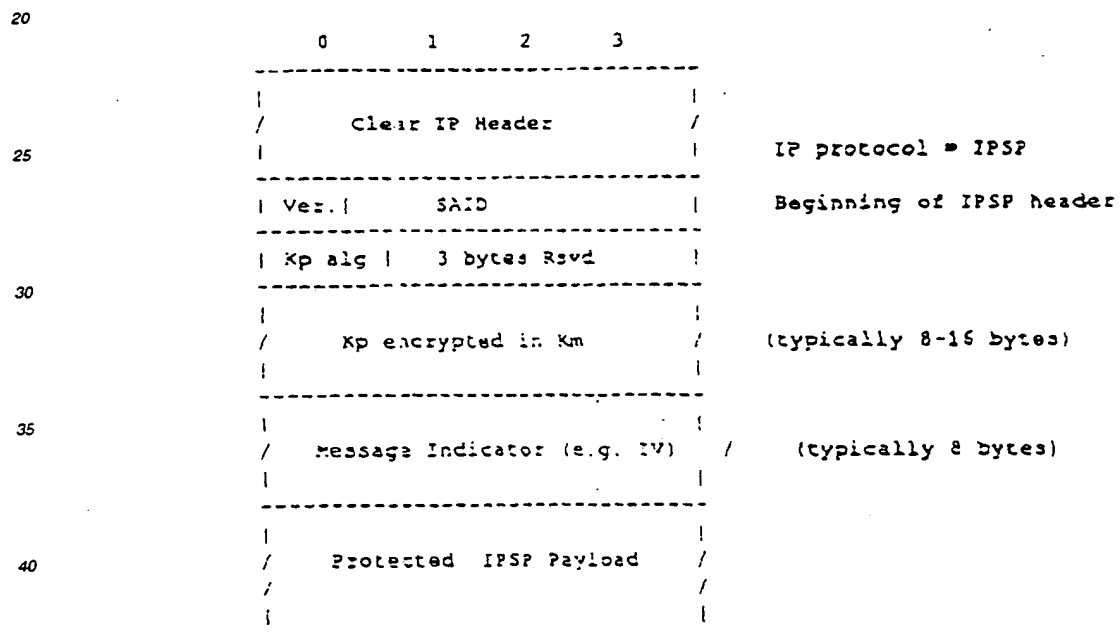 20
0 1 2 3
Clear IP Header
25
IP protocol = IPSP
| Ver.| SAID | Beginning of IPSP header
| Kp alg | 3 bytes Rsvd |
30
/ Kp encrypted in Km / (typically 8-16 bytes)
35
/ Message Indicator (e.g. IV) / (typically 8 bytes)
40
/ Protected IPSP Payload /